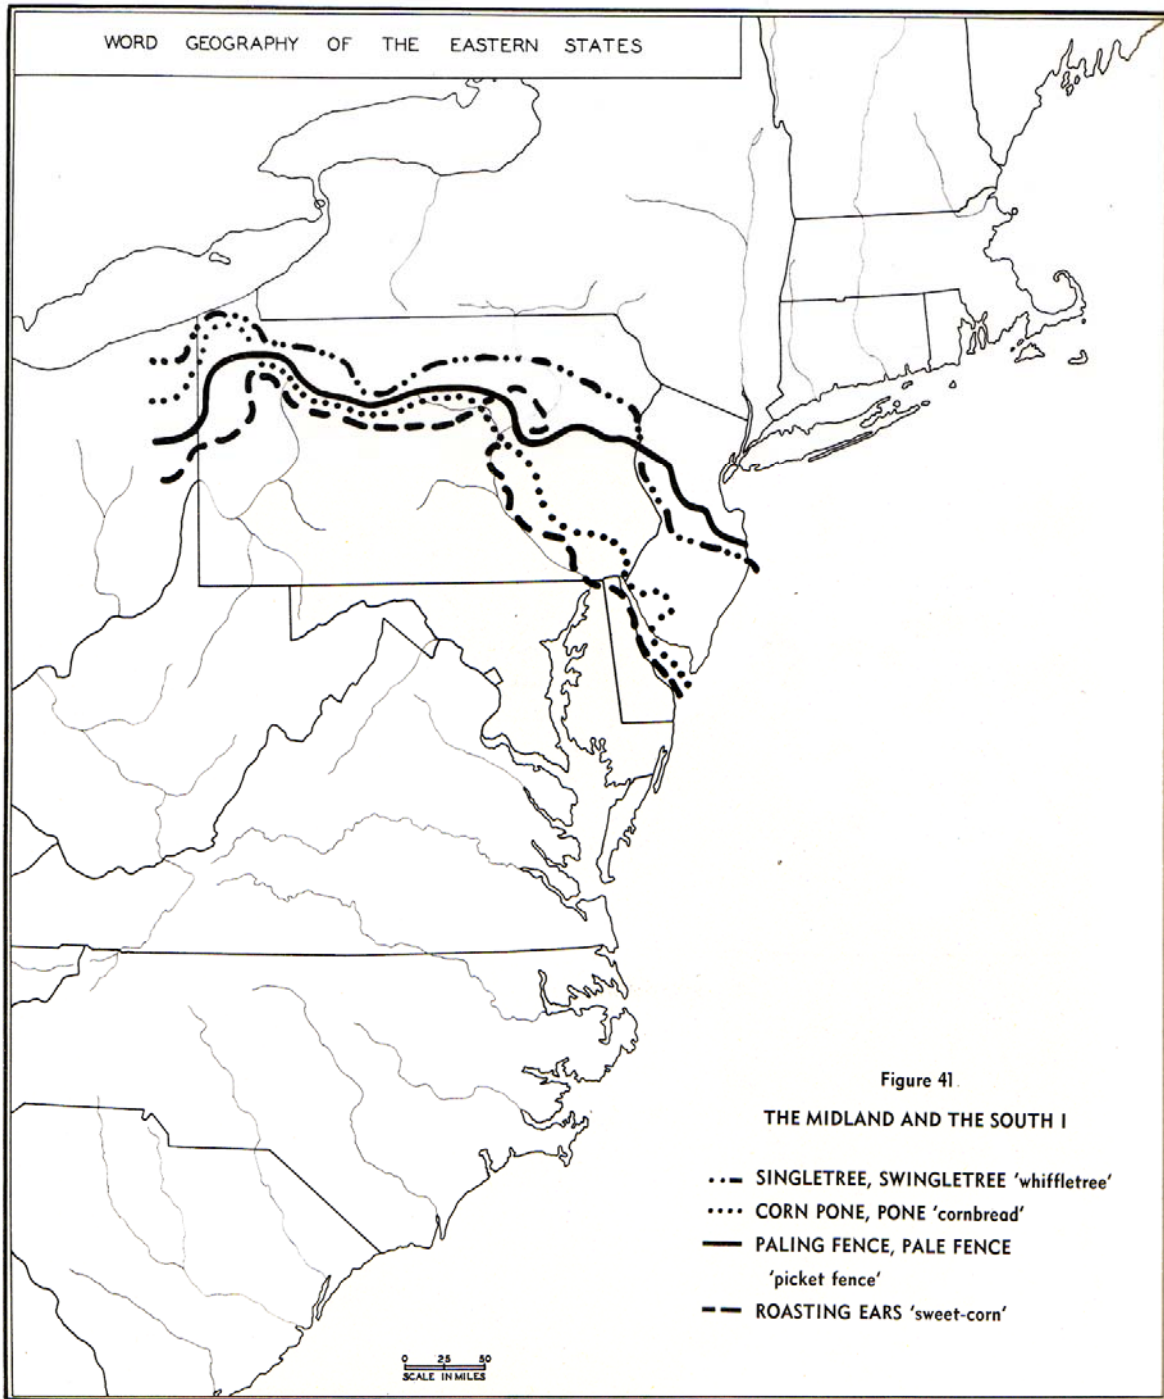 WORD GEOGRAPHY OF THE EASTERN STATES
Figure 41
THE MIDLAND AND THE SOUTH I
SINGLETREE, SWINGLETREE 'whiffletree'
CORN PONE, PONE 'cornbread'
PALING FENCE, PALE FENCE
'picket fence'
ROASTING EARS 'sweet-corn'
0 25 50
SCALE IN MILES